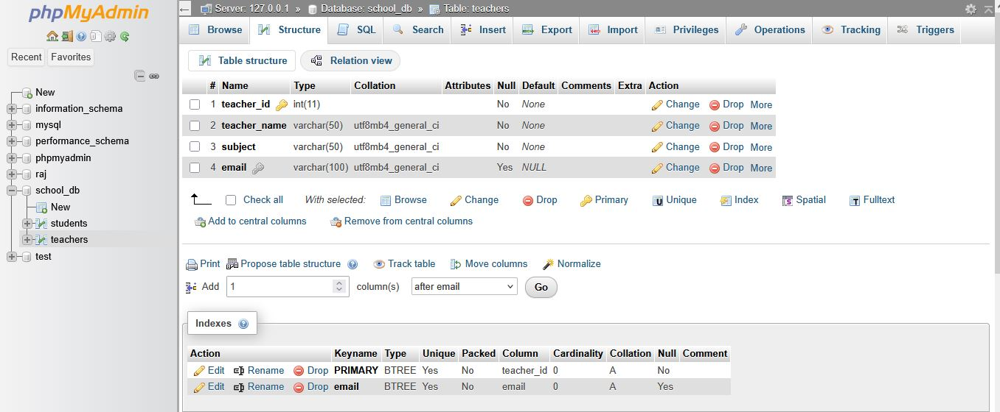 phpMyAdmin
Recent Favorites
New
information_schema
mysql
performance_schema
phpmyadmin
raj
school_db
New
students
teachers
test
Server: 127.0.0.1 » Database: school_db » Table: teachers
Browse Structure SQL Search Insert Export Import Privileges Operations Tracking Triggers
Table structure Relation view
# Name Type Collation Attributes Null Default Comments Extra Action
1 teacher_id int(11) No None Change Drop More
2 teacher_name varchar(50) utf8mb4_general_ci No None Change Drop More
3 subject varchar(50) utf8mb4_general_ci No None Change Drop More
4 email varchar(100) utf8mb4_general_ci Yes NULL Change Drop More
Check all With selected: Browse Change Drop Primary Unique Index Spatial Fulltext
Add to central columns Remove from central columns
Print Propose table structure Track table Move columns Normalize
Add 1 column(s) after email Go
Indexes
Action Keyname Type Unique Packed Column Cardinality Collation Null Comment
Edit Rename Drop PRIMARY BTREE Yes No teacher_id 0 A No
Edit Rename Drop email BTREE Yes No email 0 A Yes